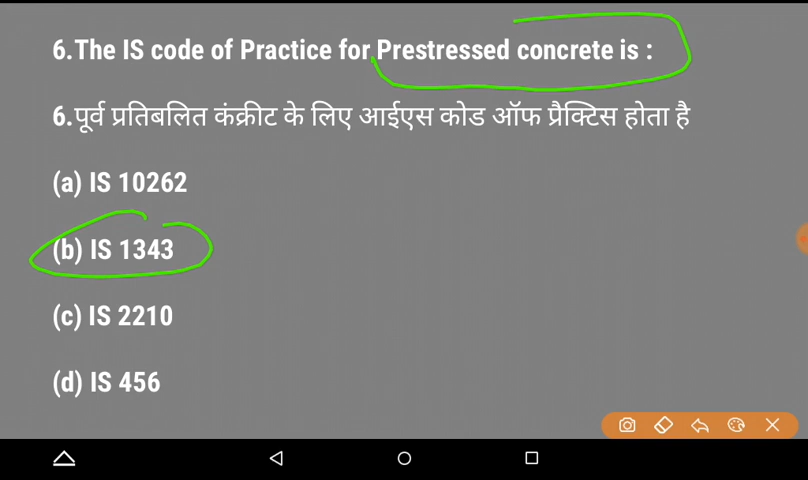 6.The IS code of Practice for Prestressed concrete is :
6.पूर्व प्रतिबलित कंक्रीट के लिए आईएस कोड ऑफ प्रैक्टिस होता है
(a) IS 10262
(b) IS 1343
(c) IS 2210
(d) IS 456